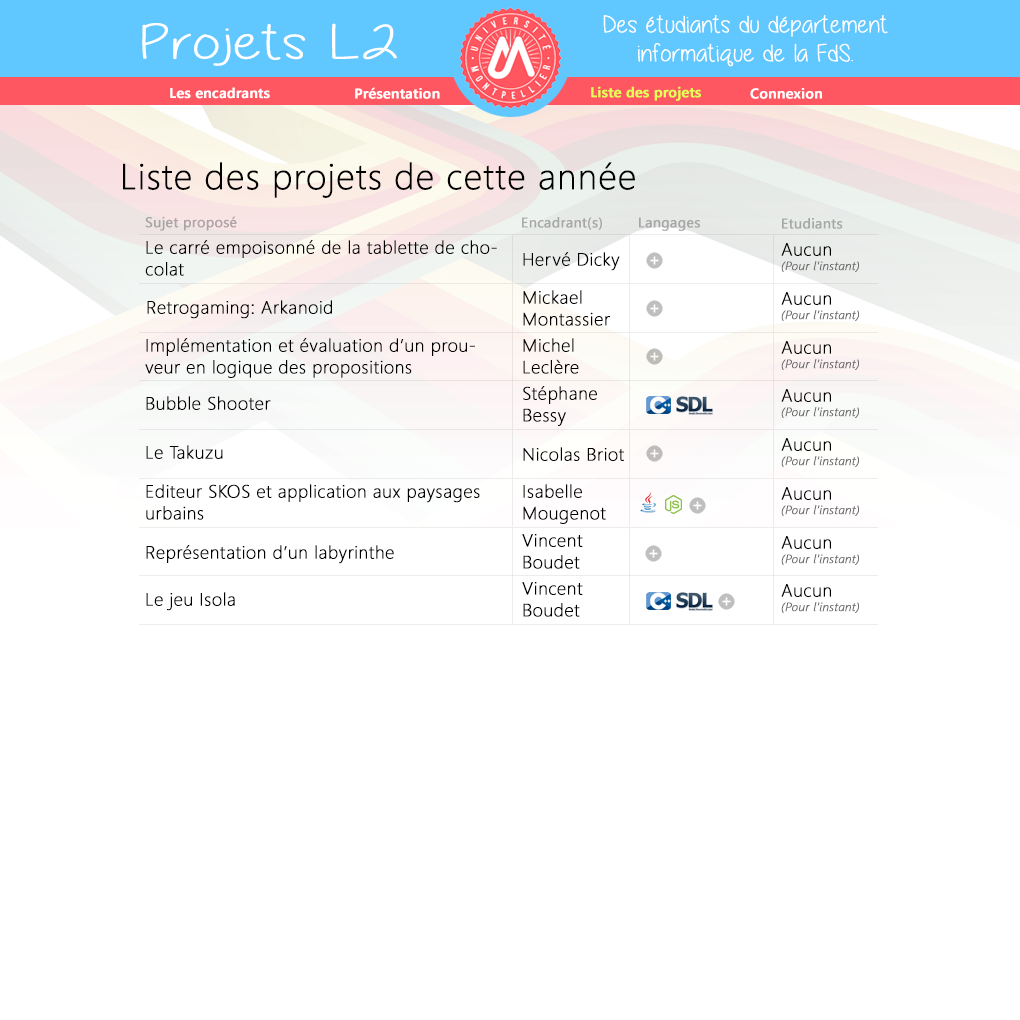 Projets L2
UNIVERSITÉ
MONTPELLIER
Des étudiants du département
informatique de la FdS.
Les encadrants
Présentation
Liste des projets
Connexion
Liste des projets de cette année
Sujet proposé
Encadrant(s)
Langages
Etudiants
Le carré empoisonné de la tablette de cho-
colat
Hervé Dicky
Aucun
(Pour l'instant)
Retrogaming: Arkanoid
Mickael
Montassier
Aucun
(Pour l'instant)
Implémentation et évaluation d'un prou-
veur en logique des propositions
Michel
Leclère
Aucun
(Pour l'instant)
Bubble Shooter
Stéphane
Bessy
C++ SDL
Aucun
(Pour l'instant)
Le Takuzu
Nicolas Briot
Aucun
(Pour l'instant)
Editeur SKOS et application aux paysages
urbains
Isabelle
Mougenot
JS
Aucun
(Pour l'instant)
Représentation d'un labyrinthe
Vincent
Boudet
Aucun
(Pour l'instant)
Le jeu Isola
Vincent
Boudet
C++ SDL
Aucun
(Pour l'instant)